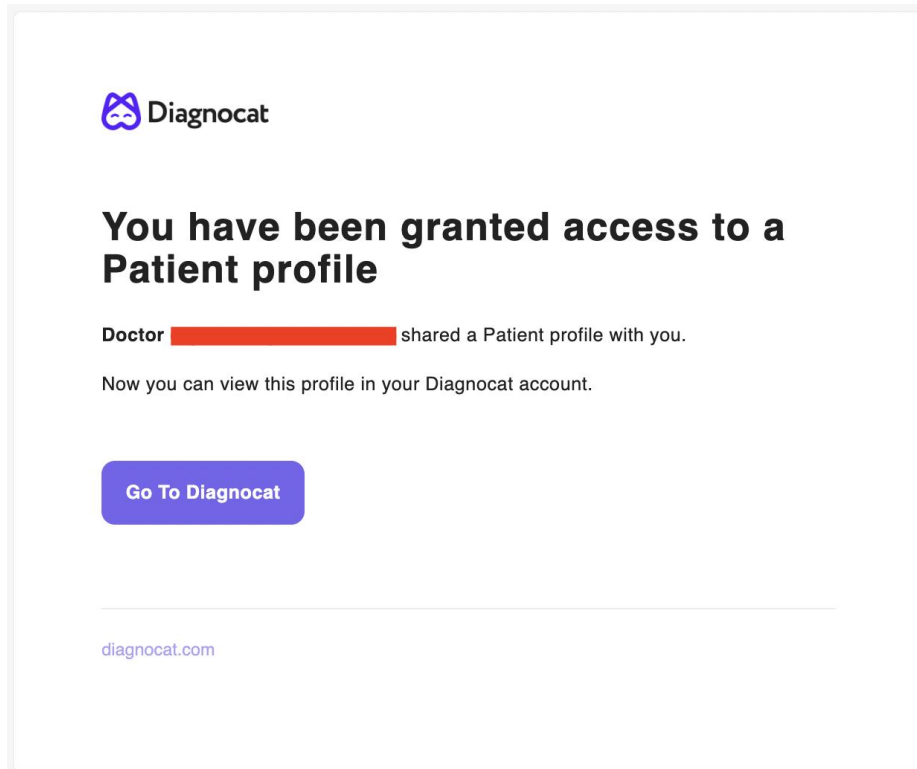 Diagnocat
You have been granted access to a
Patient profile
Doctor shared a Patient profile with you.
Now you can view this profile in your Diagnocat account.
Go To Diagnocat
diagnocat.com